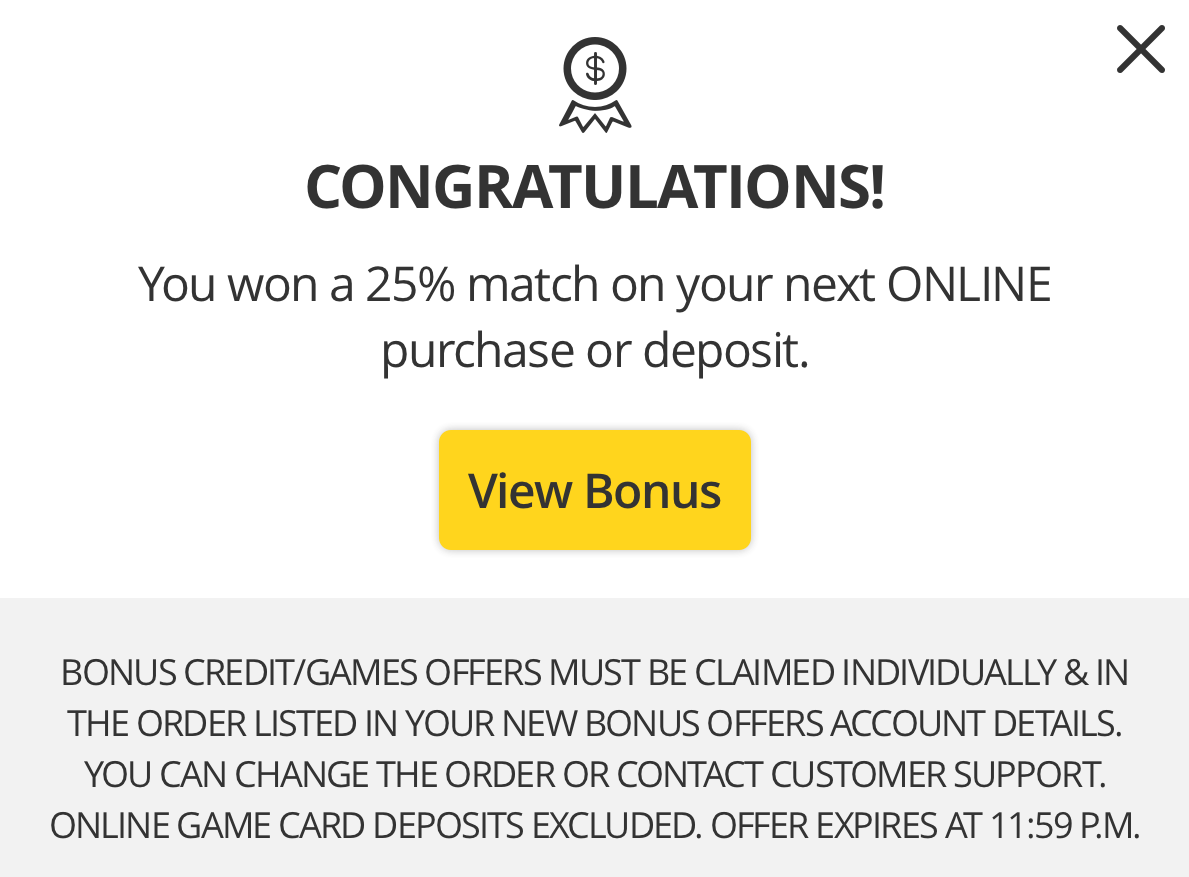 $
CONGRATULATIONS!
You won a 25% match on your next ONLINE
purchase or deposit.
View Bonus
BONUS CREDIT/GAMES OFFERS MUST BE CLAIMED INDIVIDUALLY & IN
THE ORDER LISTED IN YOUR NEW BONUS OFFERS ACCOUNT DETAILS.
YOU CAN CHANGE THE ORDER OR CONTACT CUSTOMER SUPPORT.
ONLINE GAME CARD DEPOSITS EXCLUDED. OFFER EXPIRES AT 11:59 P.M.